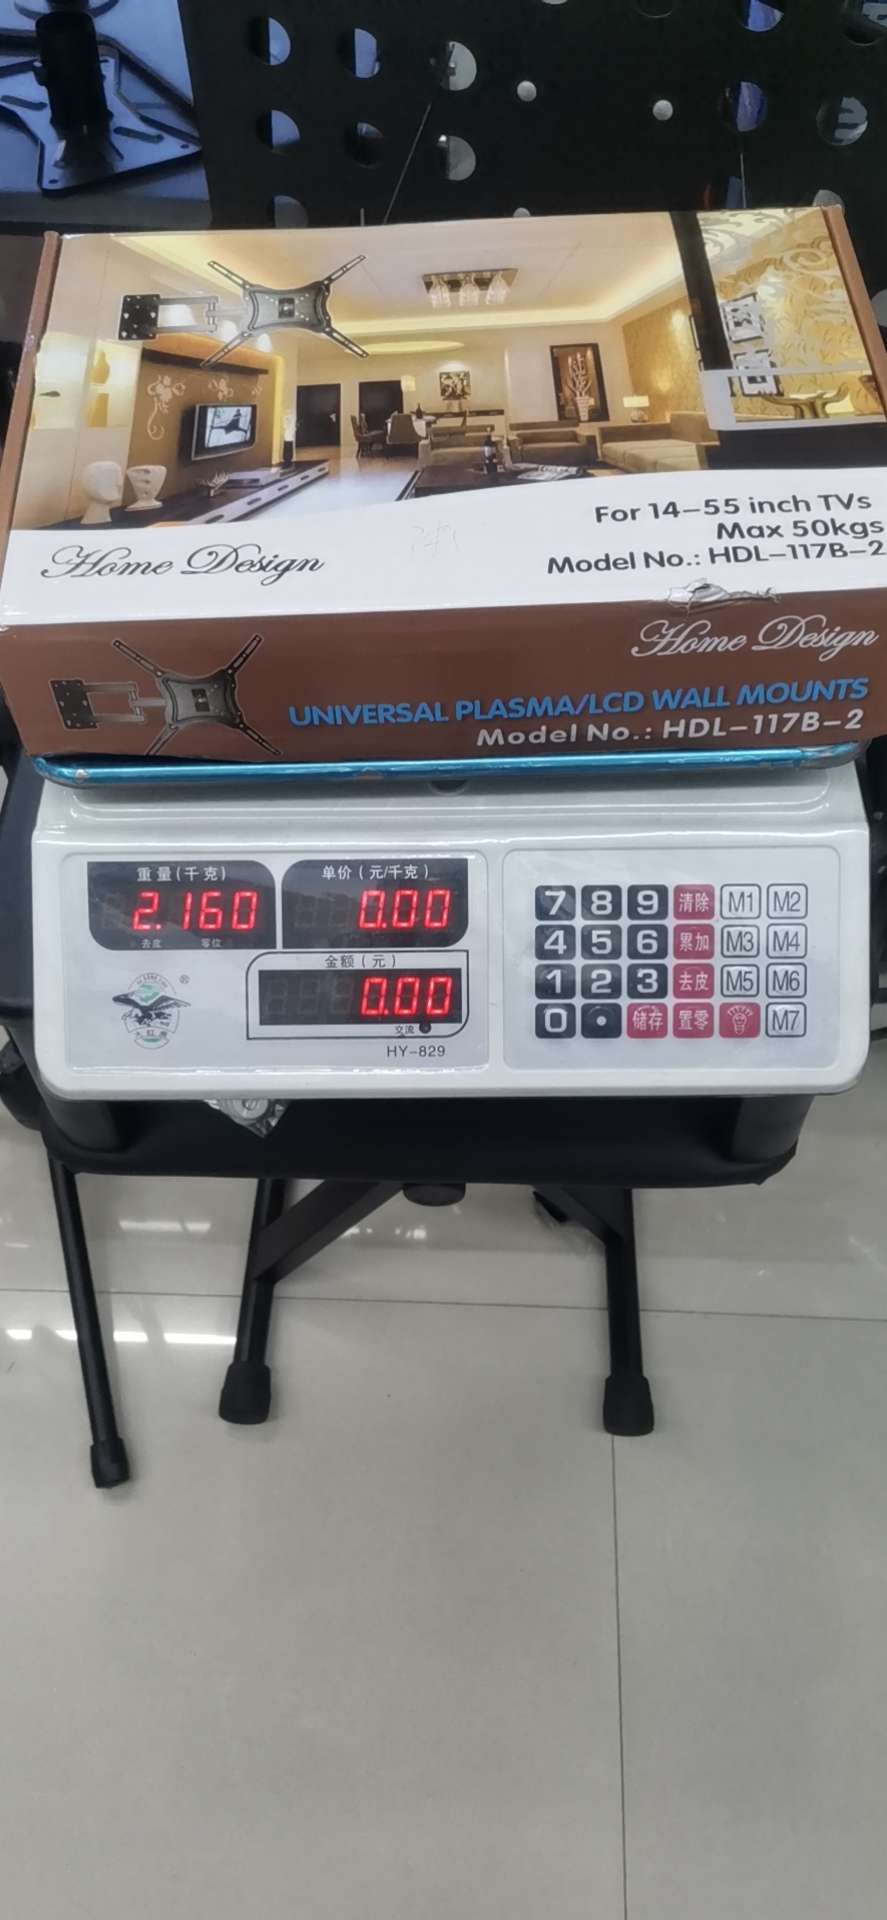 For 14-55 inch TVs
Max 50kgs
Model No.: HDL-117B-2
Home Design
Home Design
UNIVERSAL PLASMA/LCD WALL MOUNTS
Model No.: HDL-117B-2
重量(千克) 单价(元/千克)
2.160 0.00
去皮 零位
金额(元)
0.00
交流
HY-829
®
7 8 9 清除 M1 M2
4 5 6 累加 M3 M4
1 2 3 去皮 M5 M6
0 . 储存 置零 M7